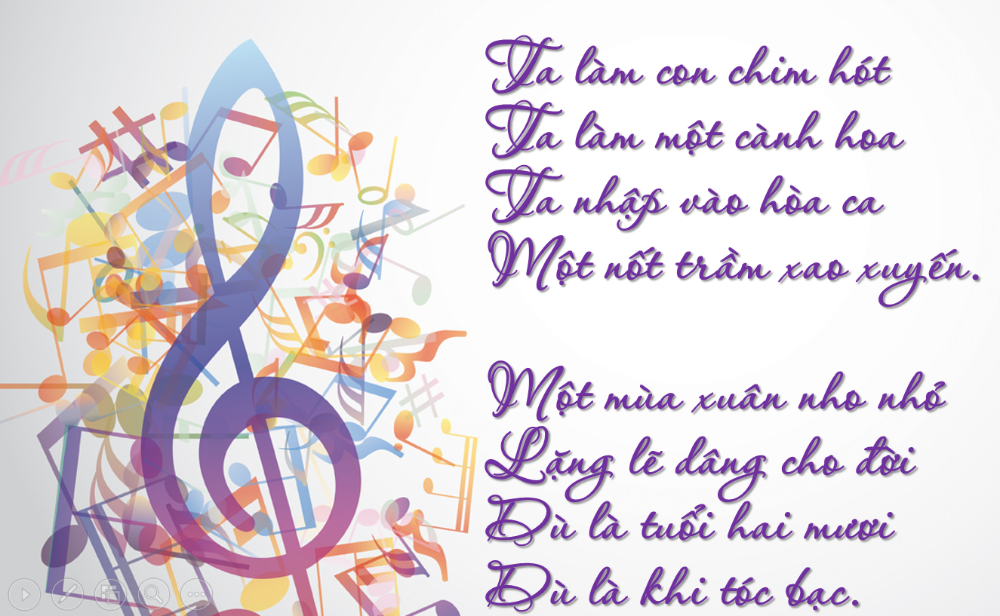 Ta làm con chim hót
Ta làm một cành hoa
Ta nhập vào hòa ca
Một nốt trầm xao xuyến.
Một mùa xuân nho nhỏ
Lặng lẽ dâng cho đời
Dù là tuổi hai mươi
Dù là khi tóc bạc.